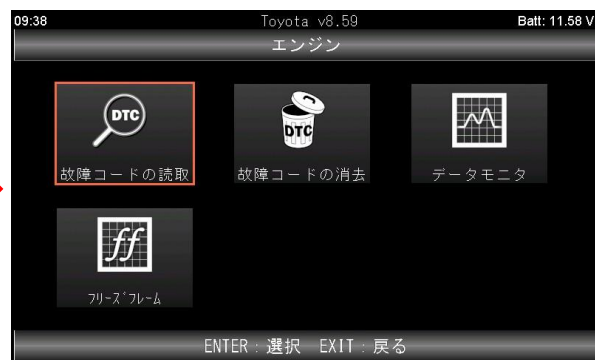 09:38 Toyota v8.59 Batt: 11.58 V
エンジン
DTC
DTC
故障コードの読取 故障コードの消去 データモニタ
ff
フリーズフレーム
ENTER：選択 EXIT：戻る